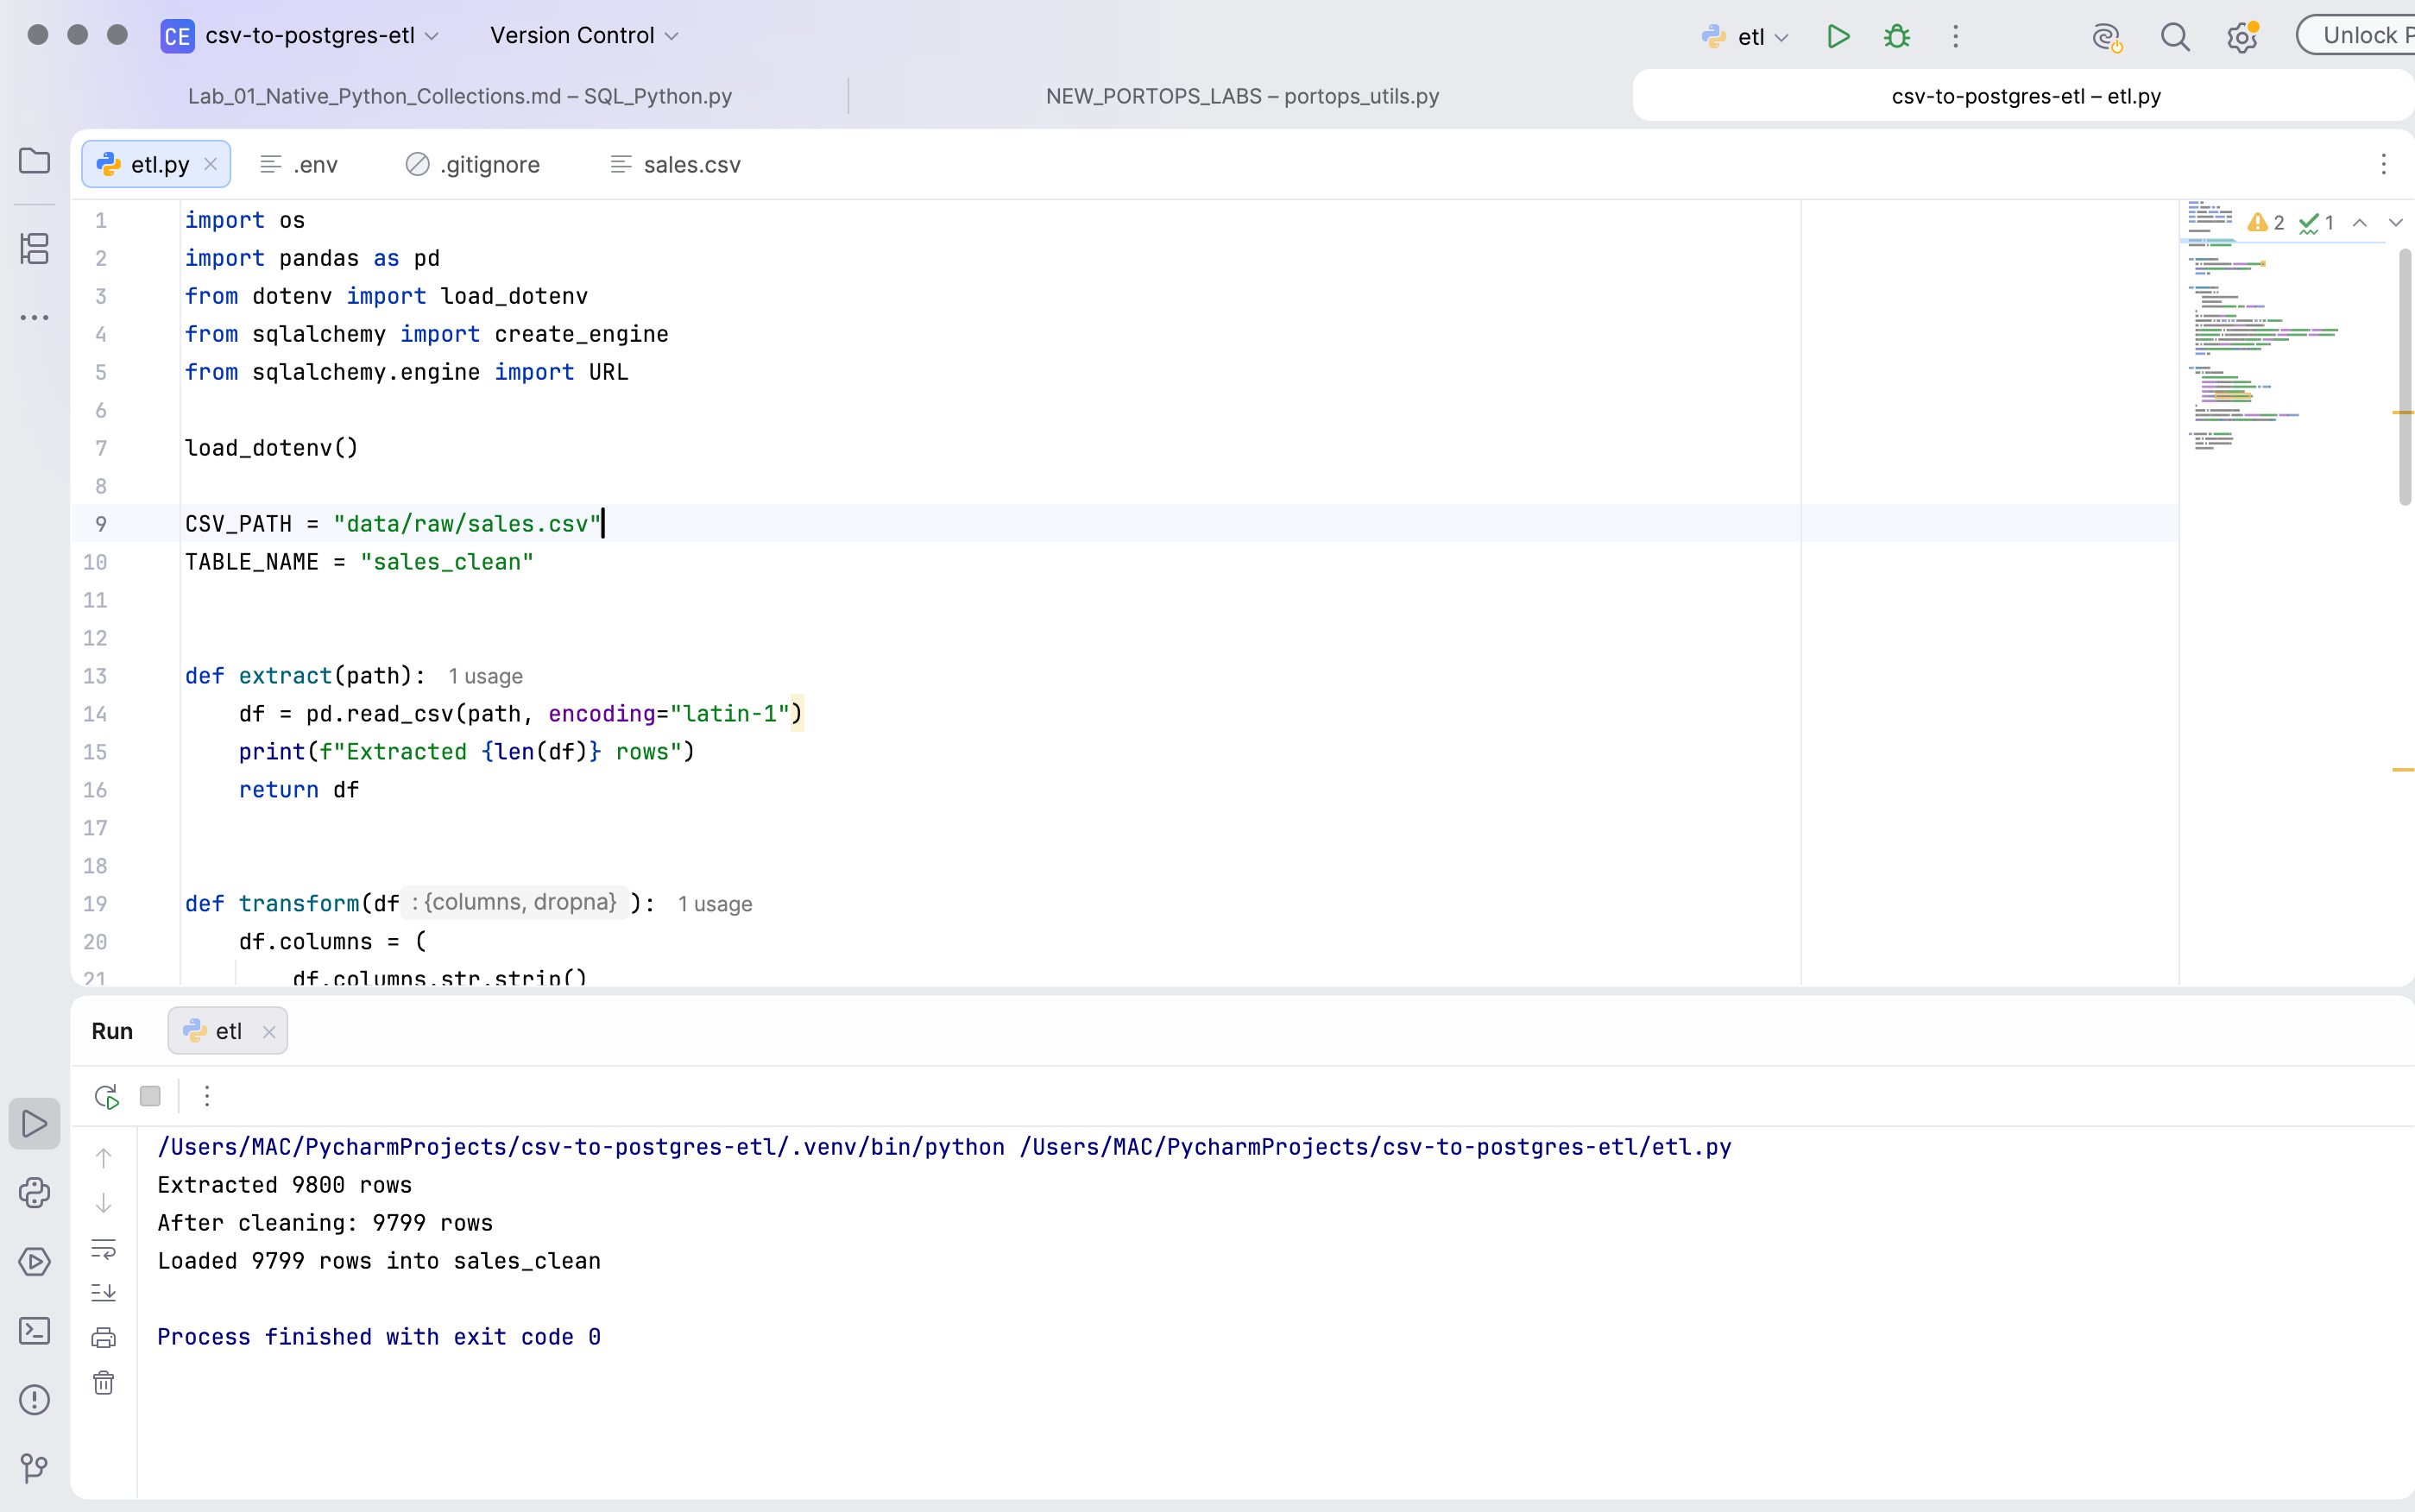 CE csv-to-postgres-etl Version Control etl Unlock P
Lab_01_Native_Python_Collections.md – SQL_Python.py NEW_PORTOPS_LABS – portops_utils.py csv-to-postgres-etl – etl.py
etl.py .env .gitignore sales.csv
2 1
1 import os
2 import pandas as pd
3 from dotenv import load_dotenv
4 from sqlalchemy import create_engine
5 from sqlalchemy.engine import URL
6
7 load_dotenv()
8
9 CSV_PATH = "data/raw/sales.csv"
10 TABLE_NAME = "sales_clean"
11
12
13 def extract(path): 1 usage
14 df = pd.read_csv(path, encoding="latin-1")
15 print(f"Extracted {len(df)} rows")
16 return df
17
18
19 def transform(df : {columns, dropna} ): 1 usage
20 df.columns = (
21 df.columns.str.strip()
Run etl
/Users/MAC/PycharmProjects/csv-to-postgres-etl/.venv/bin/python /Users/MAC/PycharmProjects/csv-to-postgres-etl/etl.py
Extracted 9800 rows
After cleaning: 9799 rows
Loaded 9799 rows into sales_clean
Process finished with exit code 0